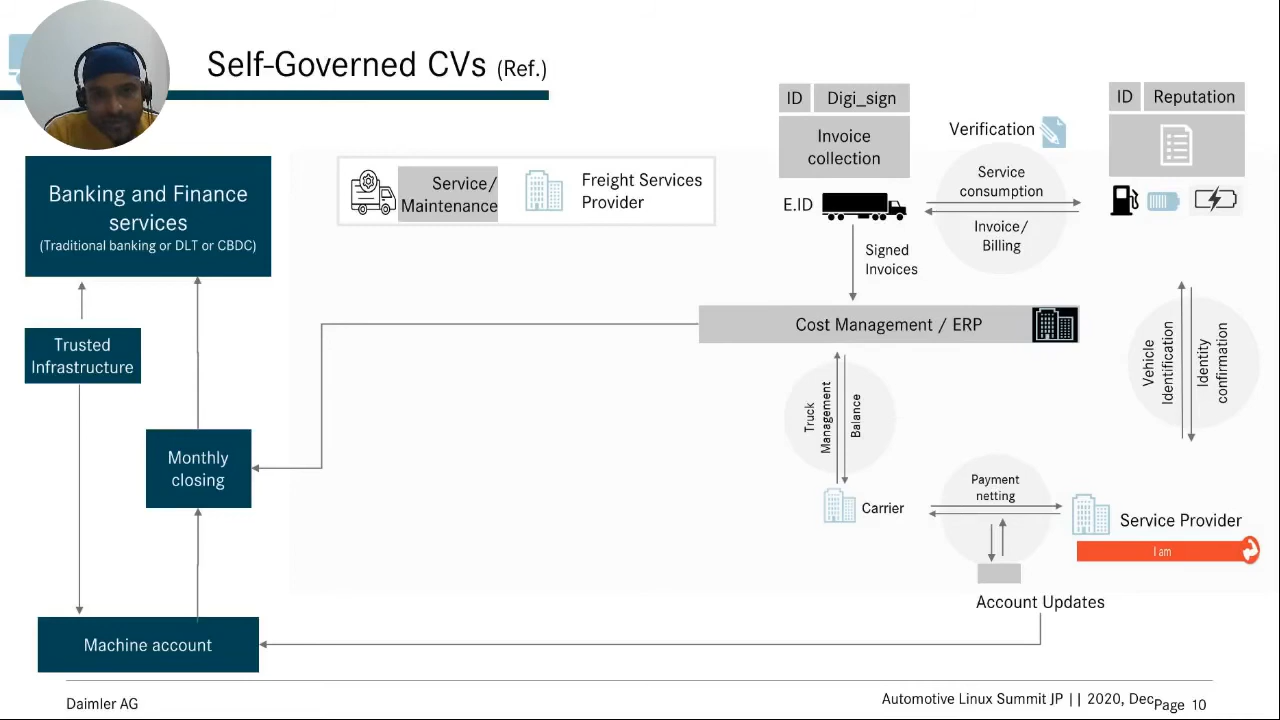 Self-Governed CVs (Ref.)
ID Digi_sign
Invoice
collection
E.ID
Verification
Service
consumption
Invoice/
Billing
ID Reputation
Banking and Finance
services
(Traditional banking or DLT or CBDC)
Service/
Maintenance
Freight Services
Provider
Signed
Invoices
Cost Management / ERP
Trusted
Infrastructure
Vehicle
Identification
Identity
confirmation
Truck
Management
Balance
Monthly
closing
Carrier
Payment
netting
Service Provider
I am
Account Updates
Machine account
Daimler AG
Automotive Linux Summit JP || 2020, Dec
Page 10